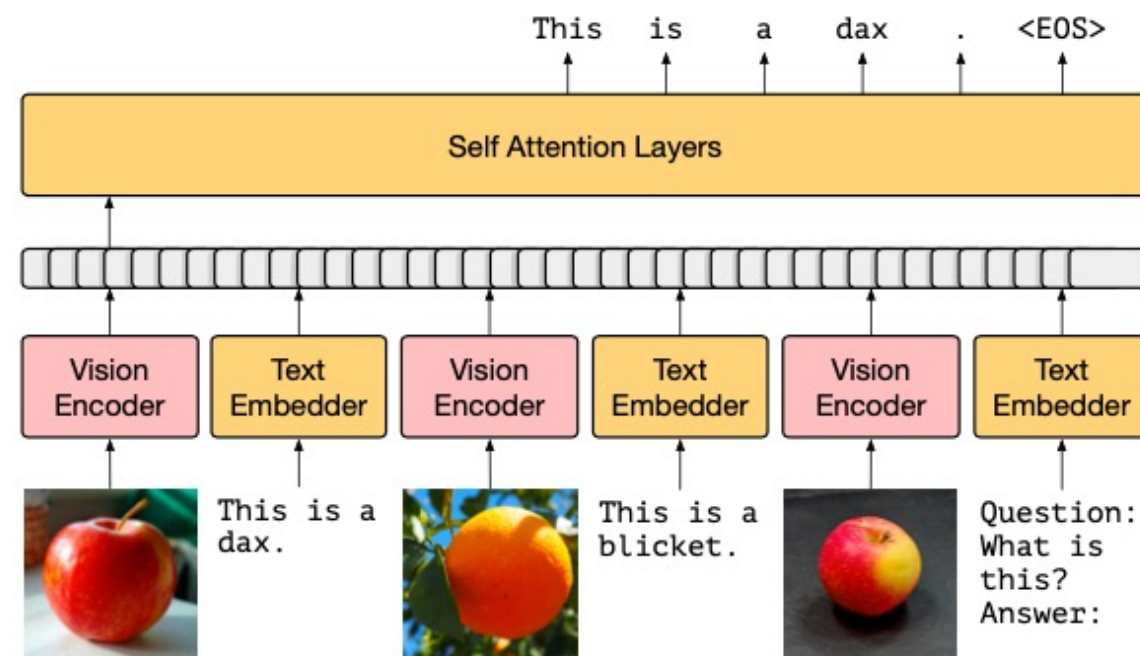 This is a dax . <EOS>
Self Attention Layers
Vision
Encoder
Text
Embedder
Vision
Encoder
Text
Embedder
Vision
Encoder
Text
Embedder
This is a
dax.
This is a
blicket.
Question:
What is
this?
Answer: